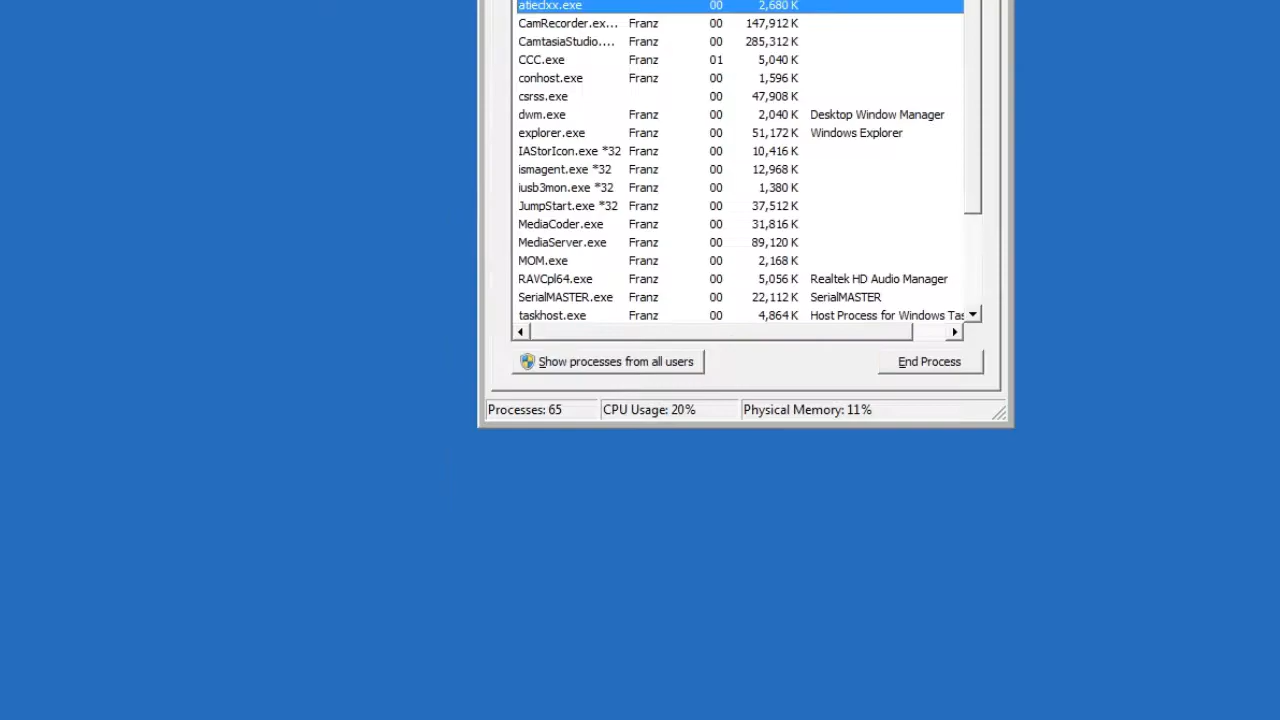 atieclxx.exe 00 2,680 K
CamRecorder.ex... Franz 00 147,912 K
CamtasiaStudio.... Franz 00 285,312 K
CCC.exe Franz 01 5,040 K
conhost.exe Franz 00 1,596 K
csrss.exe 00 47,908 K
dwm.exe Franz 00 2,040 K Desktop Window Manager
explorer.exe Franz 00 51,172 K Windows Explorer
IAStorIcon.exe *32 Franz 00 10,416 K
ismagent.exe *32 Franz 00 12,968 K
iusb3mon.exe *32 Franz 00 1,380 K
JumpStart.exe *32 Franz 00 37,512 K
MediaCoder.exe Franz 00 31,816 K
MediaServer.exe Franz 00 89,120 K
MOM.exe Franz 00 2,168 K
RAVCpl64.exe Franz 00 5,056 K Realtek HD Audio Manager
SerialMASTER.exe Franz 00 22,112 K SerialMASTER
taskhost.exe Franz 00 4,864 K Host Process for Windows Tas
Show processes from all users End Process
Processes: 65 CPU Usage: 20% Physical Memory: 11%